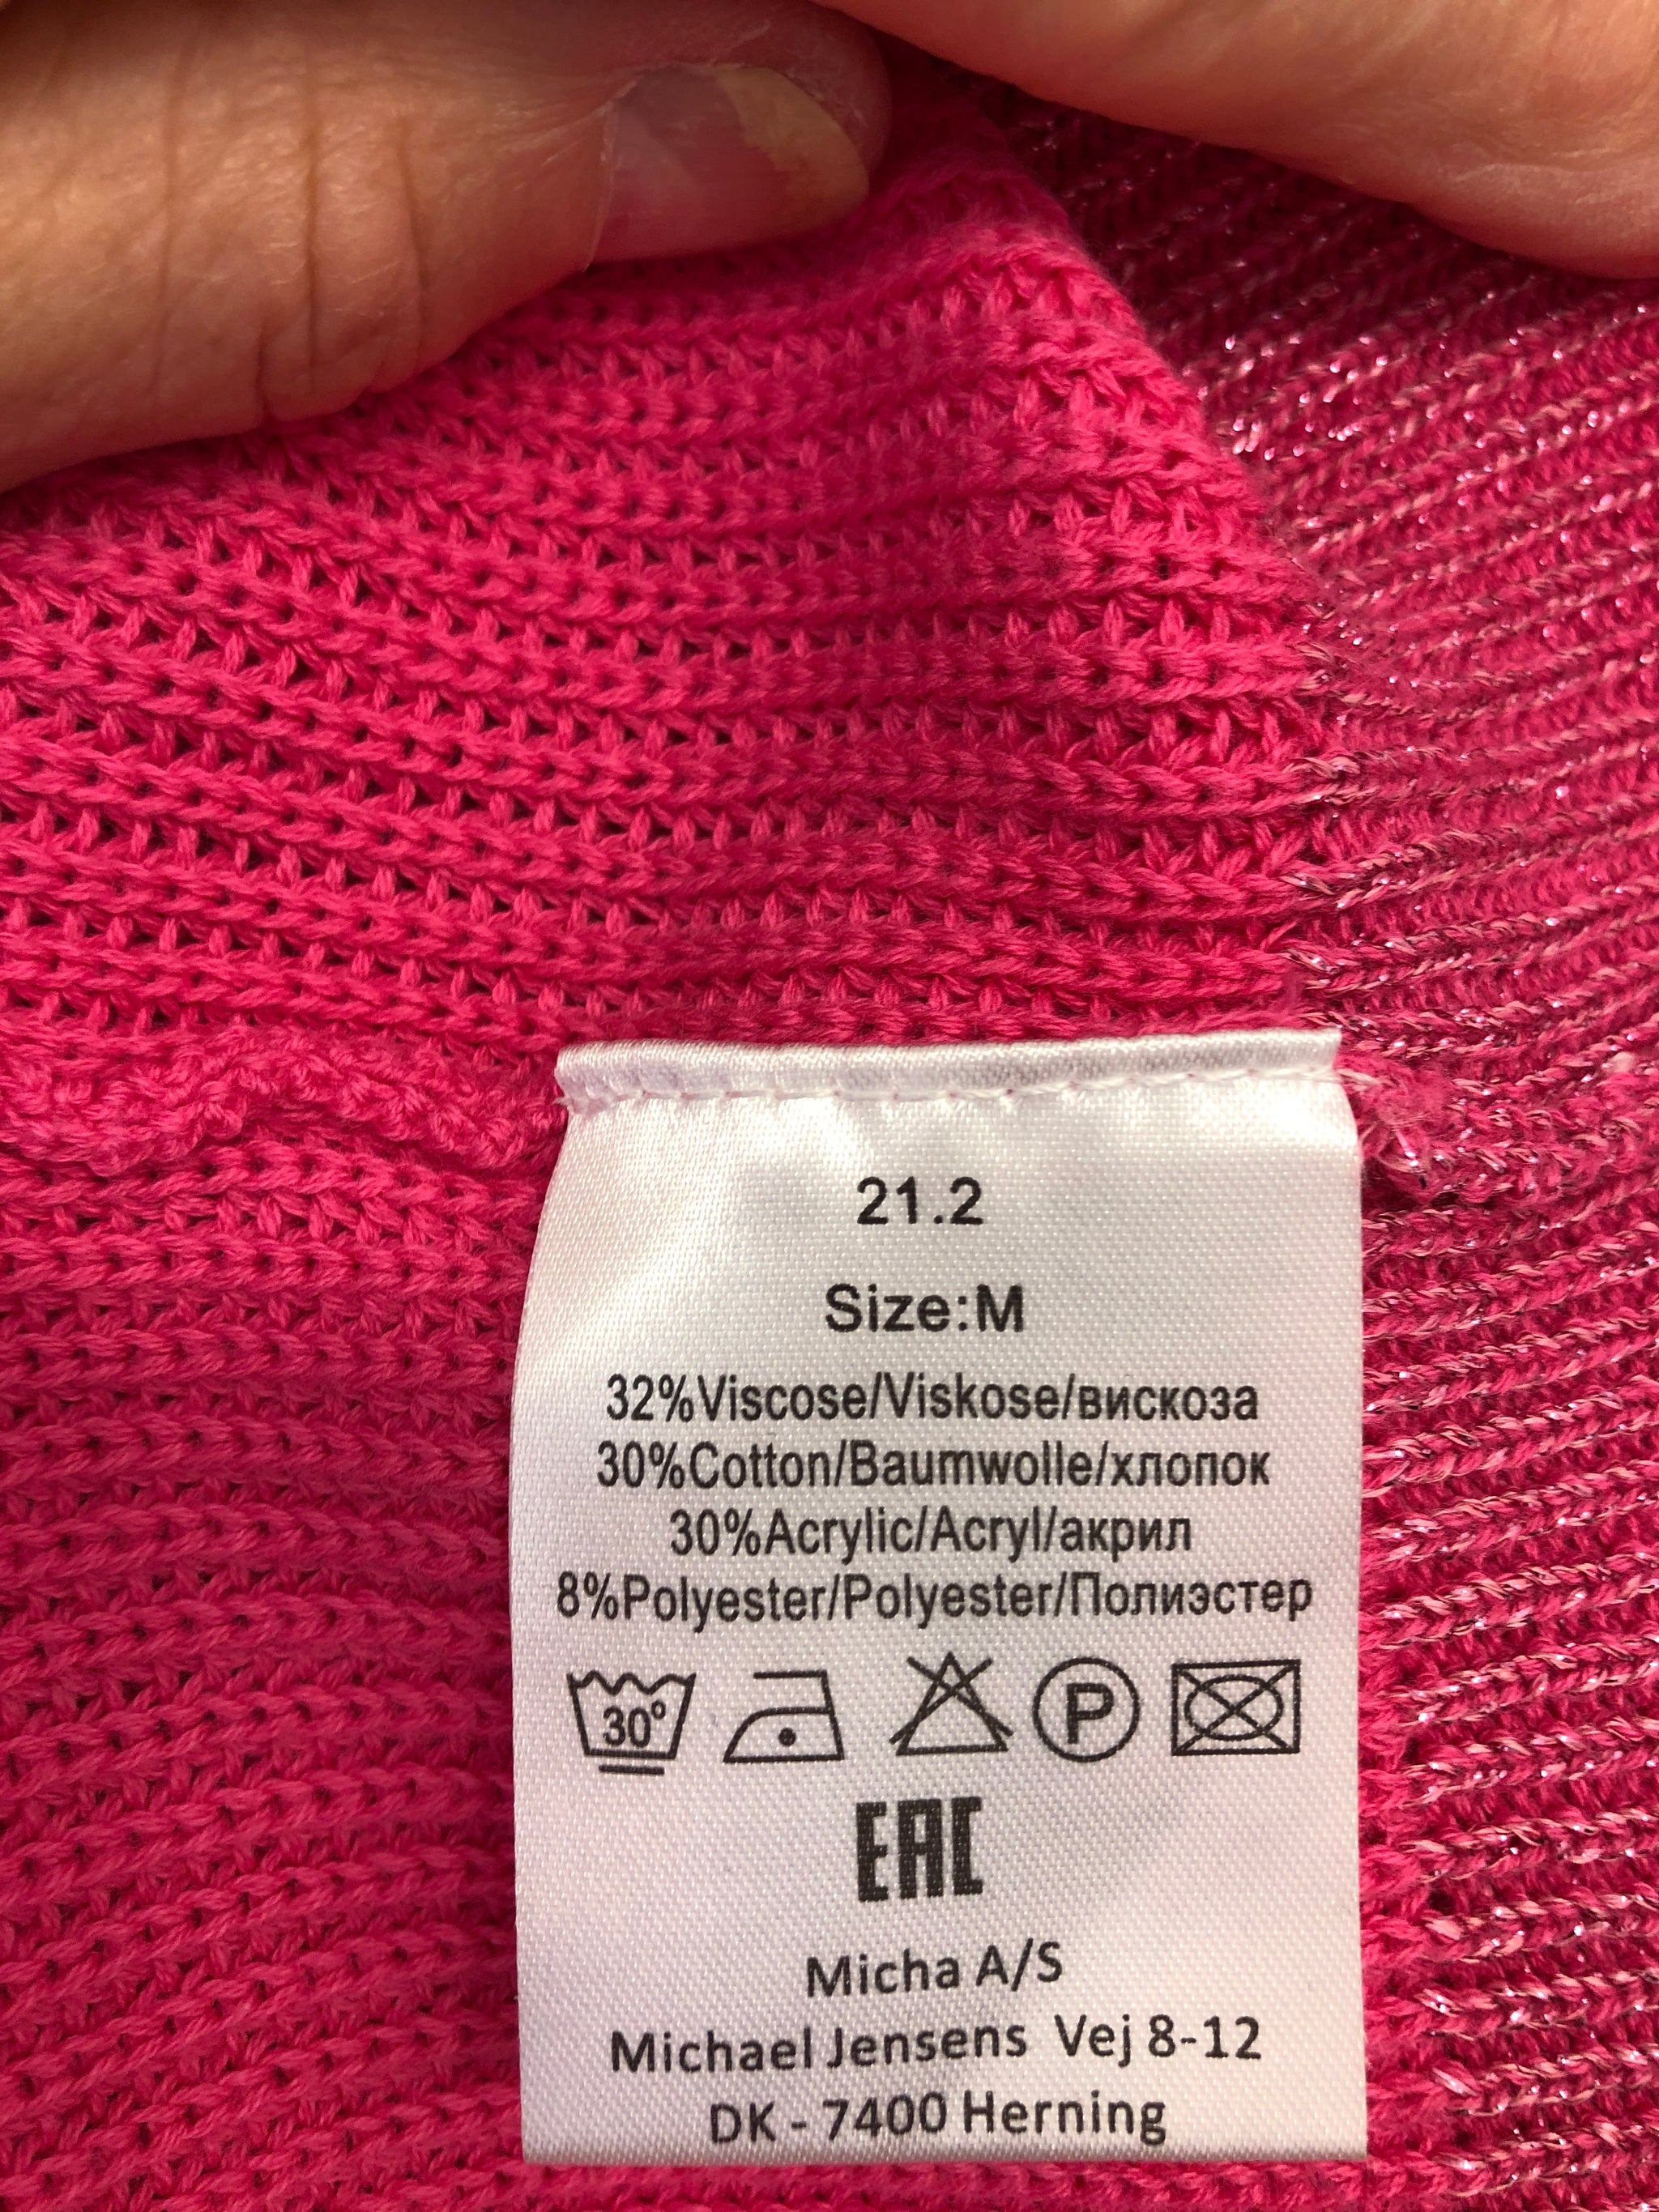 21.2
Size:M
32%Viscose/Viskose/вискоза
30%Cotton/Baumwolle/хлопок
30%Acrylic/Acryl/акрил
8%Polyester/Polyester/Полиэстер
30° P
EAC
Micha A/S
Michael Jensens Vej 8-12
DK - 7400 Herning